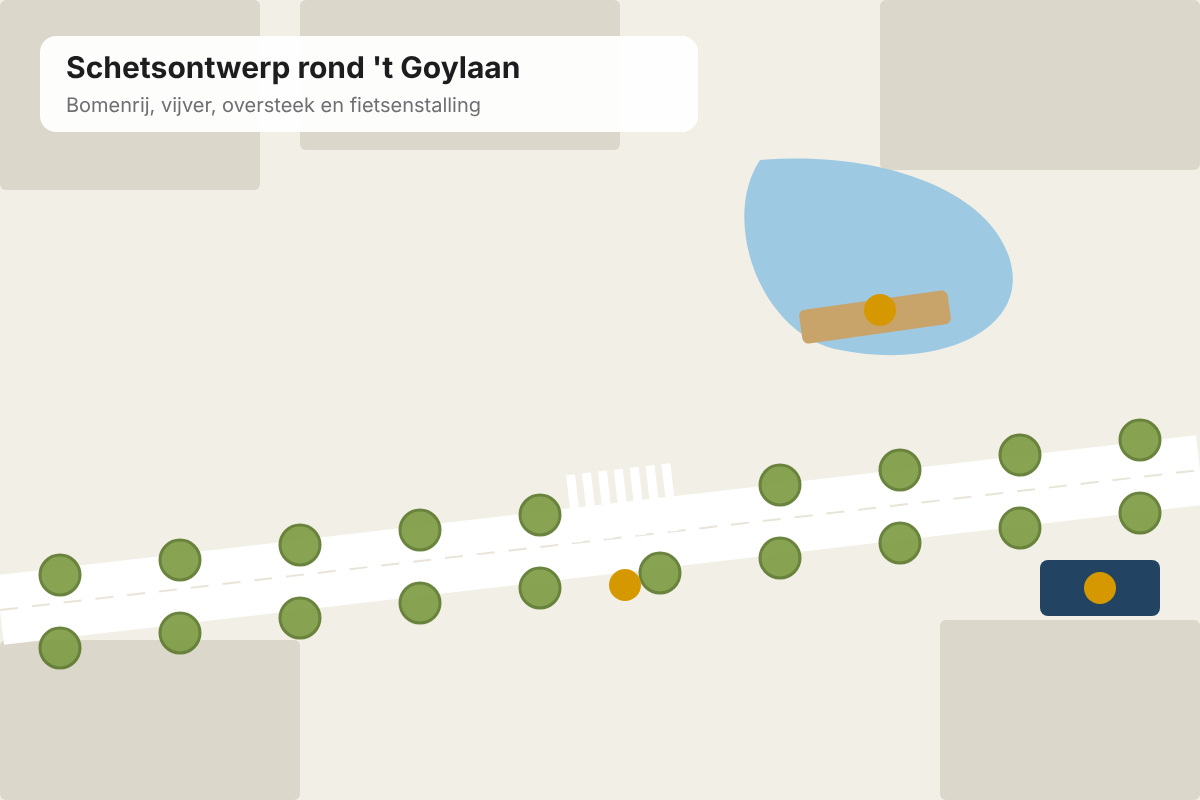 Schetsontwerp rond 't Goylaan
Bomenrij, vijver, oversteek en fietsenstalling